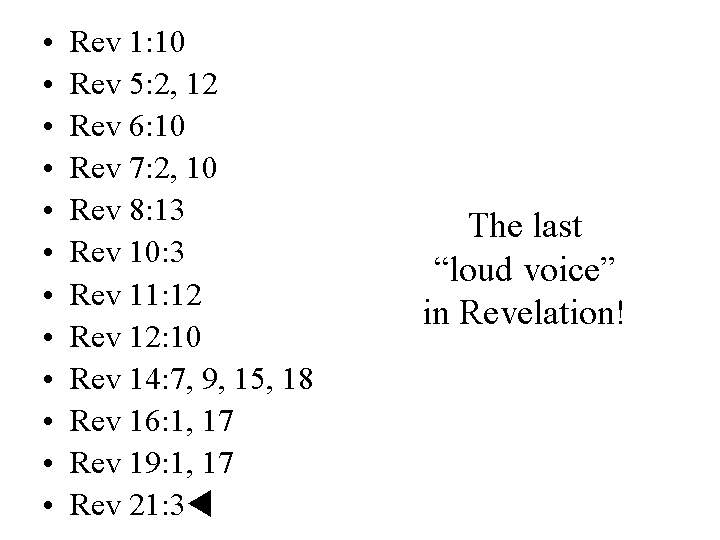 • Rev 1:10
• Rev 5:2, 12
• Rev 6:10
• Rev 7:2, 10
• Rev 8:13
• Rev 10:3
• Rev 11:12
• Rev 12:10
• Rev 14:7, 9, 15, 18
• Rev 16:1, 17
• Rev 19:1, 17
• Rev 21:3◀
The last
“loud voice”
in Revelation!